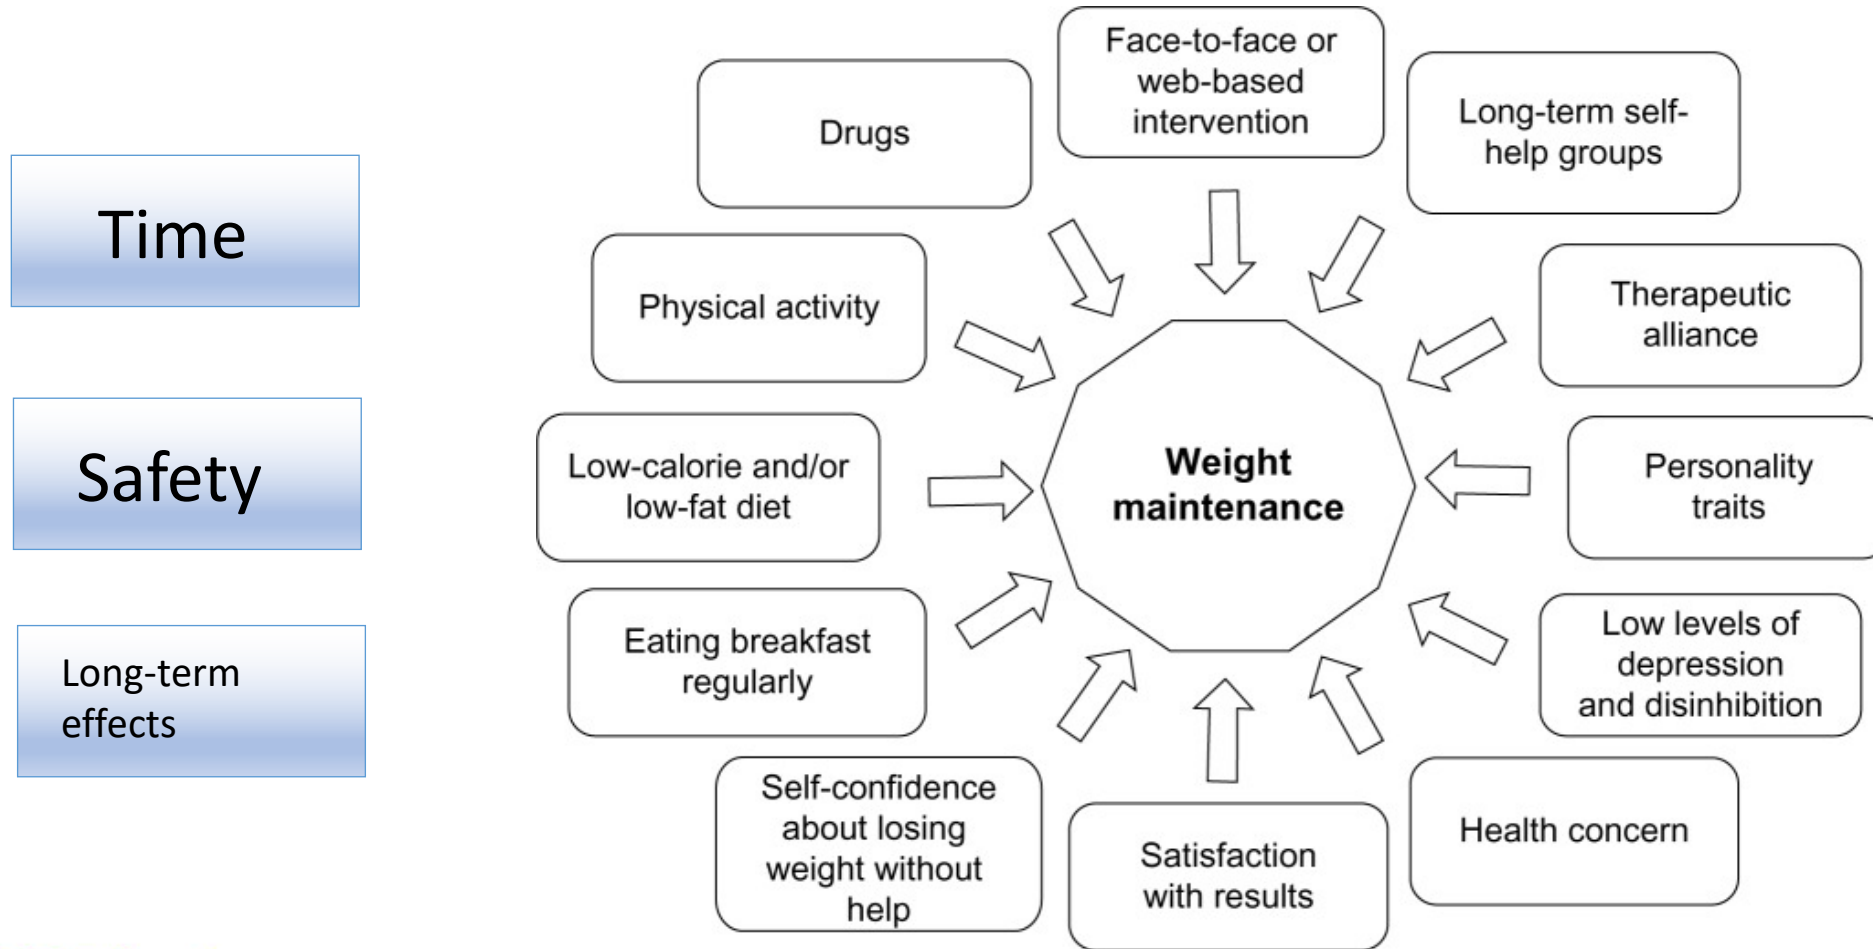 Time
Safety
Long-term
effects
Face-to-face or
web-based
intervention
Drugs
Long-term self-
help groups
Physical activity
Therapeutic
alliance
Low-calorie and/or
low-fat diet
Weight
maintenance
Personality
traits
Eating breakfast
regularly
Low levels of
depression
and disinhibition
Self-confidence
about losing
weight without
help
Satisfaction
with results
Health concern